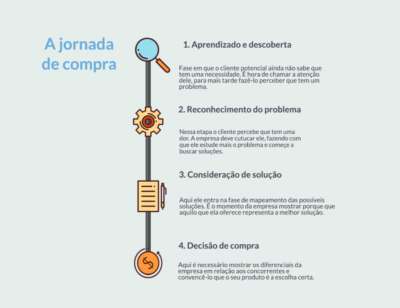 A jornada
de compra
1. Aprendizado e descoberta
Fase em que o cliente potencial ainda não sabe que
tem uma necessidade. É hora de chamar a atenção
dele, para mais tarde fazê-lo perceber que tem um
problema.
2. Reconhecimento do problema
Nessa etapa o cliente percebe que tem uma
dor. A empresa deve cutucar ele, fazendo com
que ele estude mais o problema e começe a
buscar soluções.
3. Consideração de solução
Aqui ele entra na fase de mapeamento das possíveis
soluções. É o momento da empresa mostrar porque que
aquilo que ela oferece representa a melhor solução.
4. Decisão de compra
Aqui é necessário mostrar os diferenciais da
empresa em relação aos concorrentes e
convencê-lo que o seu produto é a escolha certa.